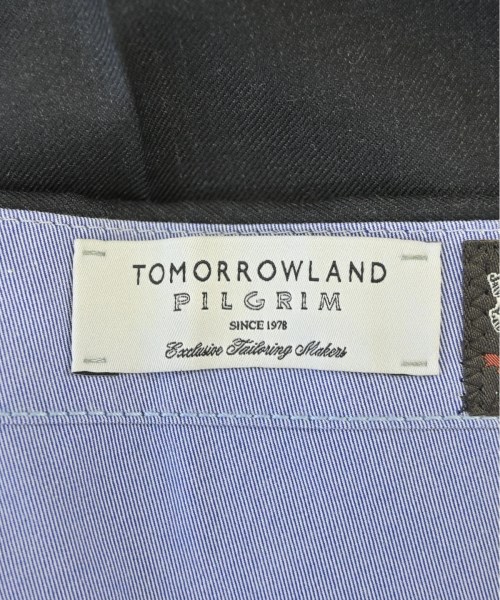 TOMORROWLAND
PILGRIM
SINCE 1978
Exclusive Tailoring Makers